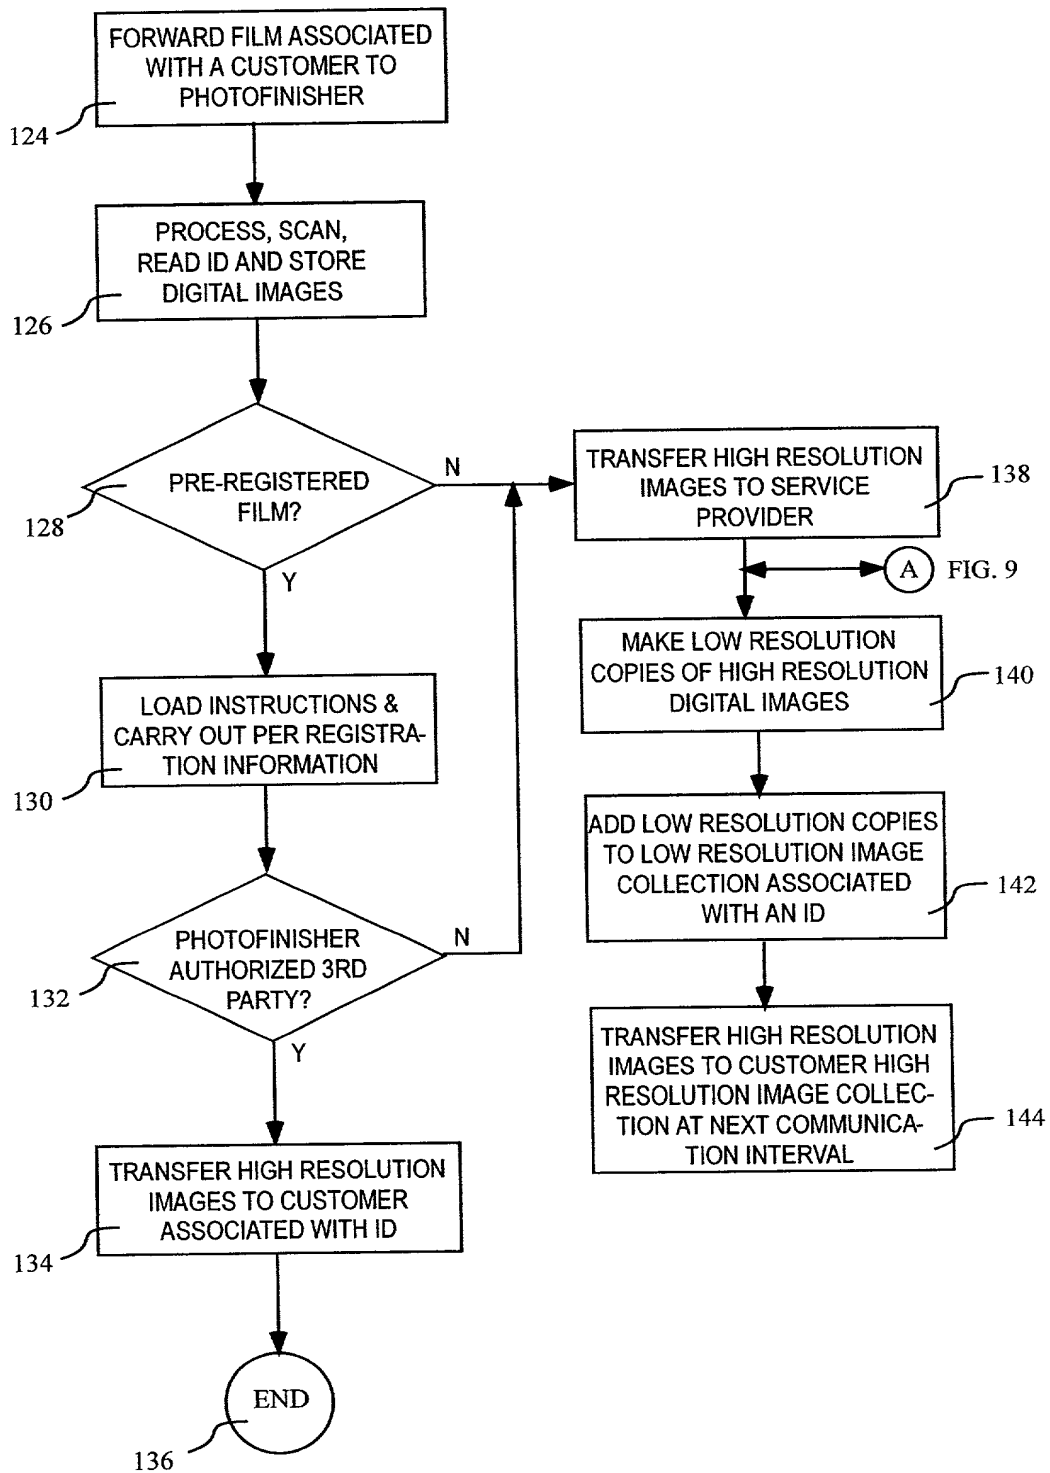 FORWARD FILM ASSOCIATED
WITH A CUSTOMER TO
PHOTOFINISHER
124
PROCESS, SCAN,
READ ID AND STORE
DIGITAL IMAGES
126
PRE-REGISTERED
FILM?
128
N
Y
LOAD INSTRUCTIONS &
CARRY OUT PER REGISTRA-
TION INFORMATION
130
PHOTOFINISHER
AUTHORIZED 3RD
PARTY?
132
N
Y
TRANSFER HIGH RESOLUTION
IMAGES TO CUSTOMER
ASSOCIATED WITH ID
134
END
136
TRANSFER HIGH RESOLUTION
IMAGES TO SERVICE
PROVIDER
138
A FIG. 9
MAKE LOW RESOLUTION
COPIES OF HIGH RESOLUTION
DIGITAL IMAGES
140
ADD LOW RESOLUTION COPIES
TO LOW RESOLUTION IMAGE
COLLECTION ASSOCIATED
WITH AN ID
142
TRANSFER HIGH RESOLUTION
IMAGES TO CUSTOMER HIGH
RESOLUTION IMAGE COLLEC-
TION AT NEXT COMMUNICA-
TION INTERVAL
144